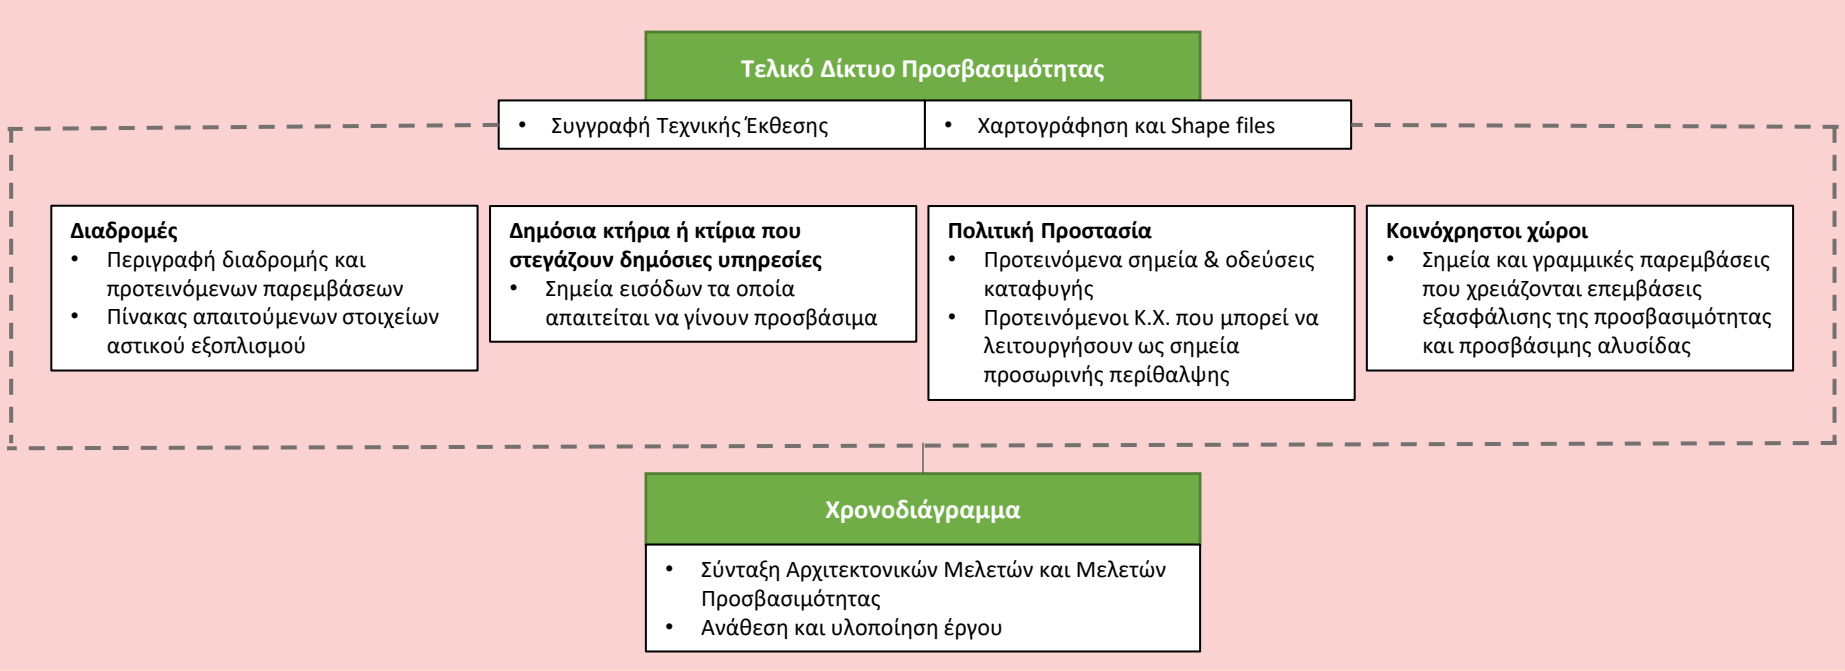 Τελικό Δίκτυο Προσβασιμότητας
• Συγγραφή Τεχνικής Έκθεσης
• Χαρτογράφηση και Shape files
Διαδρομές
• Περιγραφή διαδρομής και
προτεινόμενων παρεμβάσεων
• Πίνακας απαιτούμενων στοιχείων
αστικού εξοπλισμού
Δημόσια κτήρια ή κτίρια που
στεγάζουν δημόσιες υπηρεσίες
• Σημεία εισόδων τα οποία
απαιτείται να γίνουν προσβάσιμα
Πολιτική Προστασία
• Προτεινόμενα σημεία & οδεύσεις
καταφυγής
• Προτεινόμενοι Κ.Χ. που μπορεί να
λειτουργήσουν ως σημεία
προσωρινής περίθαλψης
Κοινόχρηστοι χώροι
• Σημεία και γραμμικές παρεμβάσεις
που χρειάζονται επεμβάσεις
εξασφάλισης της προσβασιμότητας
και προσβάσιμης αλυσίδας
Χρονοδιάγραμμα
• Σύνταξη Αρχιτεκτονικών Μελετών και Μελετών
Προσβασιμότητας
• Ανάθεση και υλοποίηση έργου